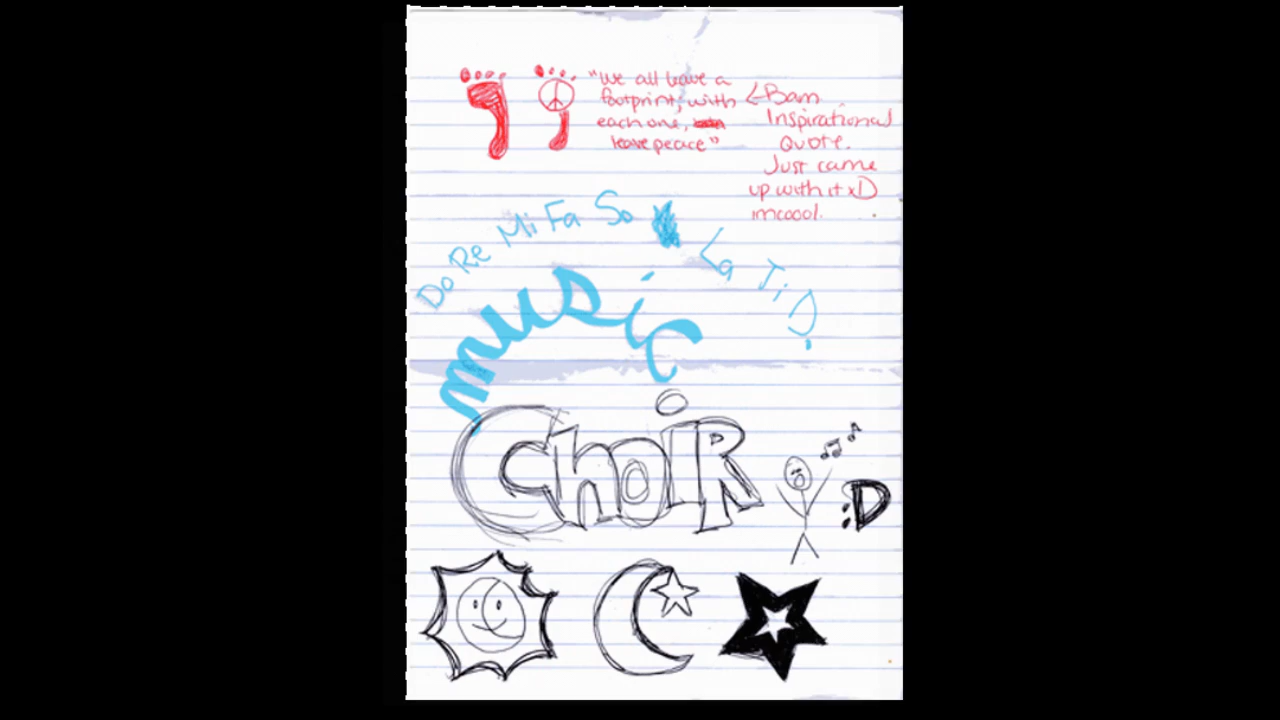 "We all leave a
footprint, with
each one,
leave peace"
<Bam
Inspirational
Quote.
Just came
up with it xD
imcoool.
Do Re Mi Fa So La Ti D
music
ChoIR
:D